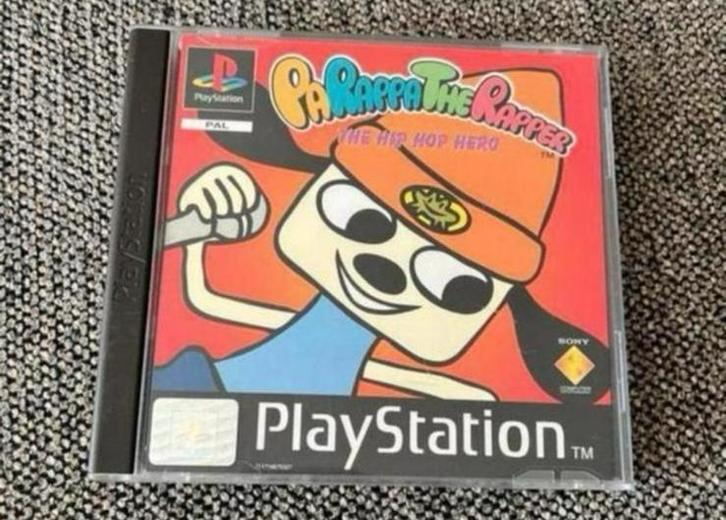 PlayStation
PAL
PaRappa The Rapper
TM
THE HIP HOP HERO
PlayStation
SONY
PlayStation TM